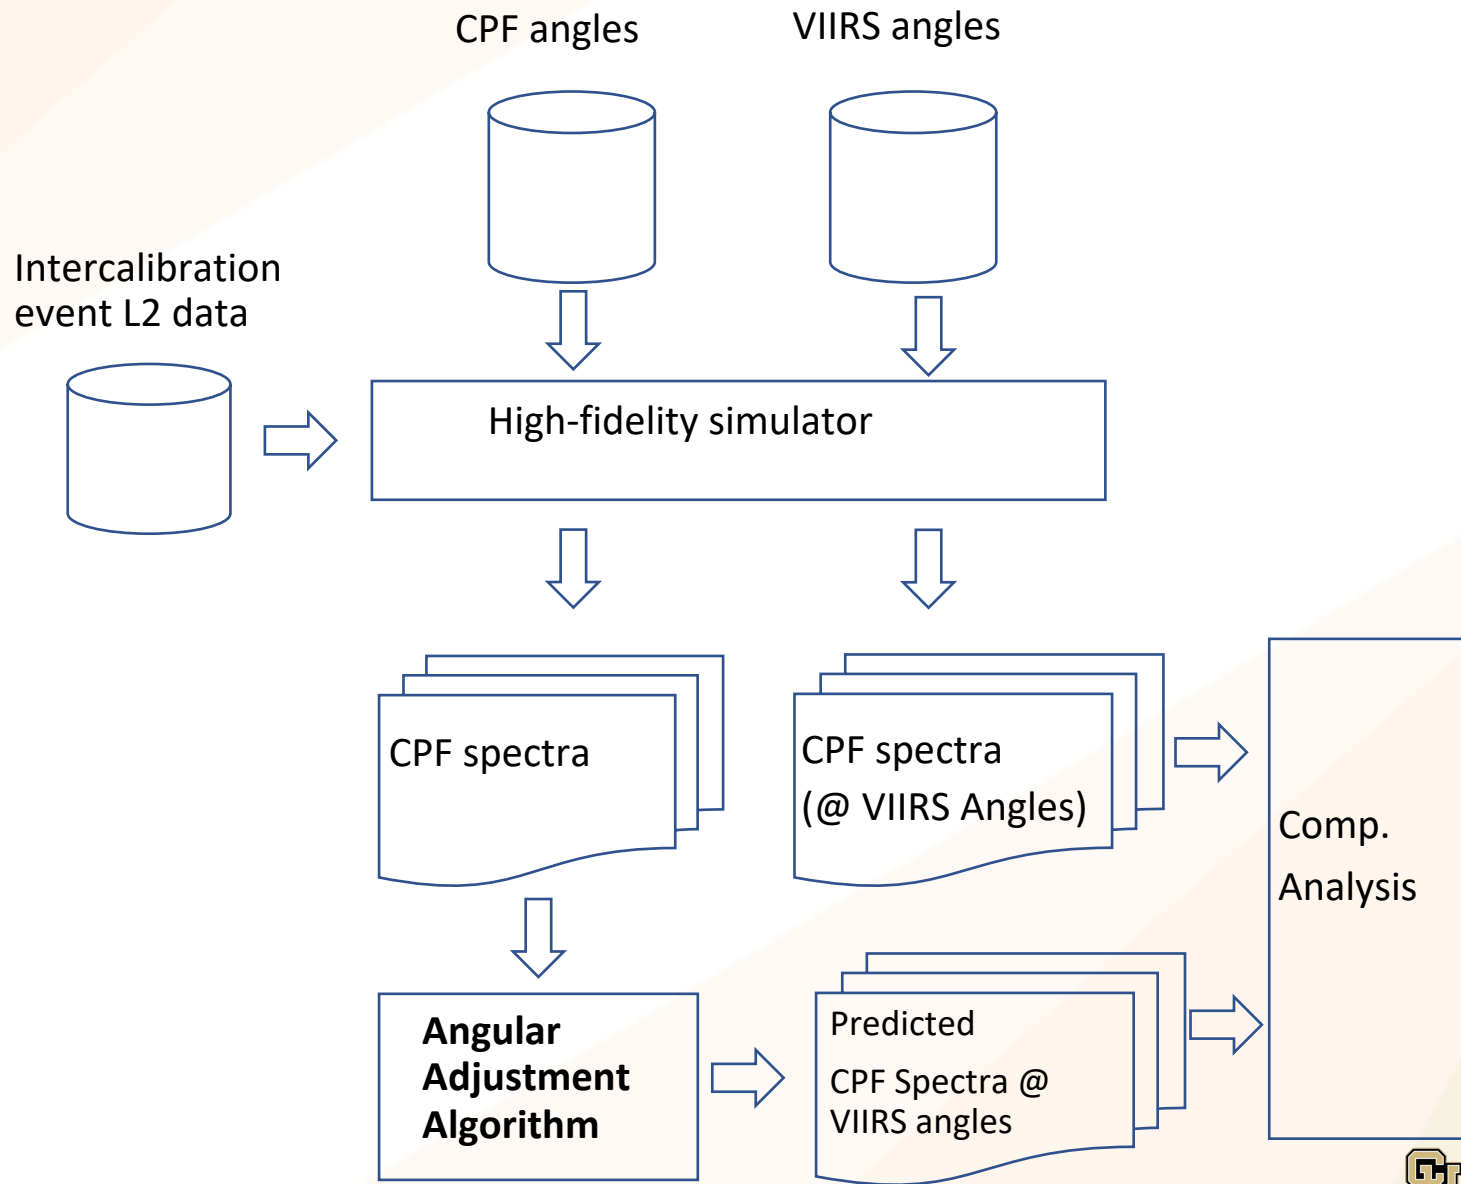 CPF angles
VIIRS angles
Intercalibration
event L2 data
High-fidelity simulator
CPF spectra
CPF spectra
(@ VIIRS Angles)
Comp.
Analysis
Angular
Adjustment
Algorithm
Predicted
CPF Spectra @
VIIRS angles